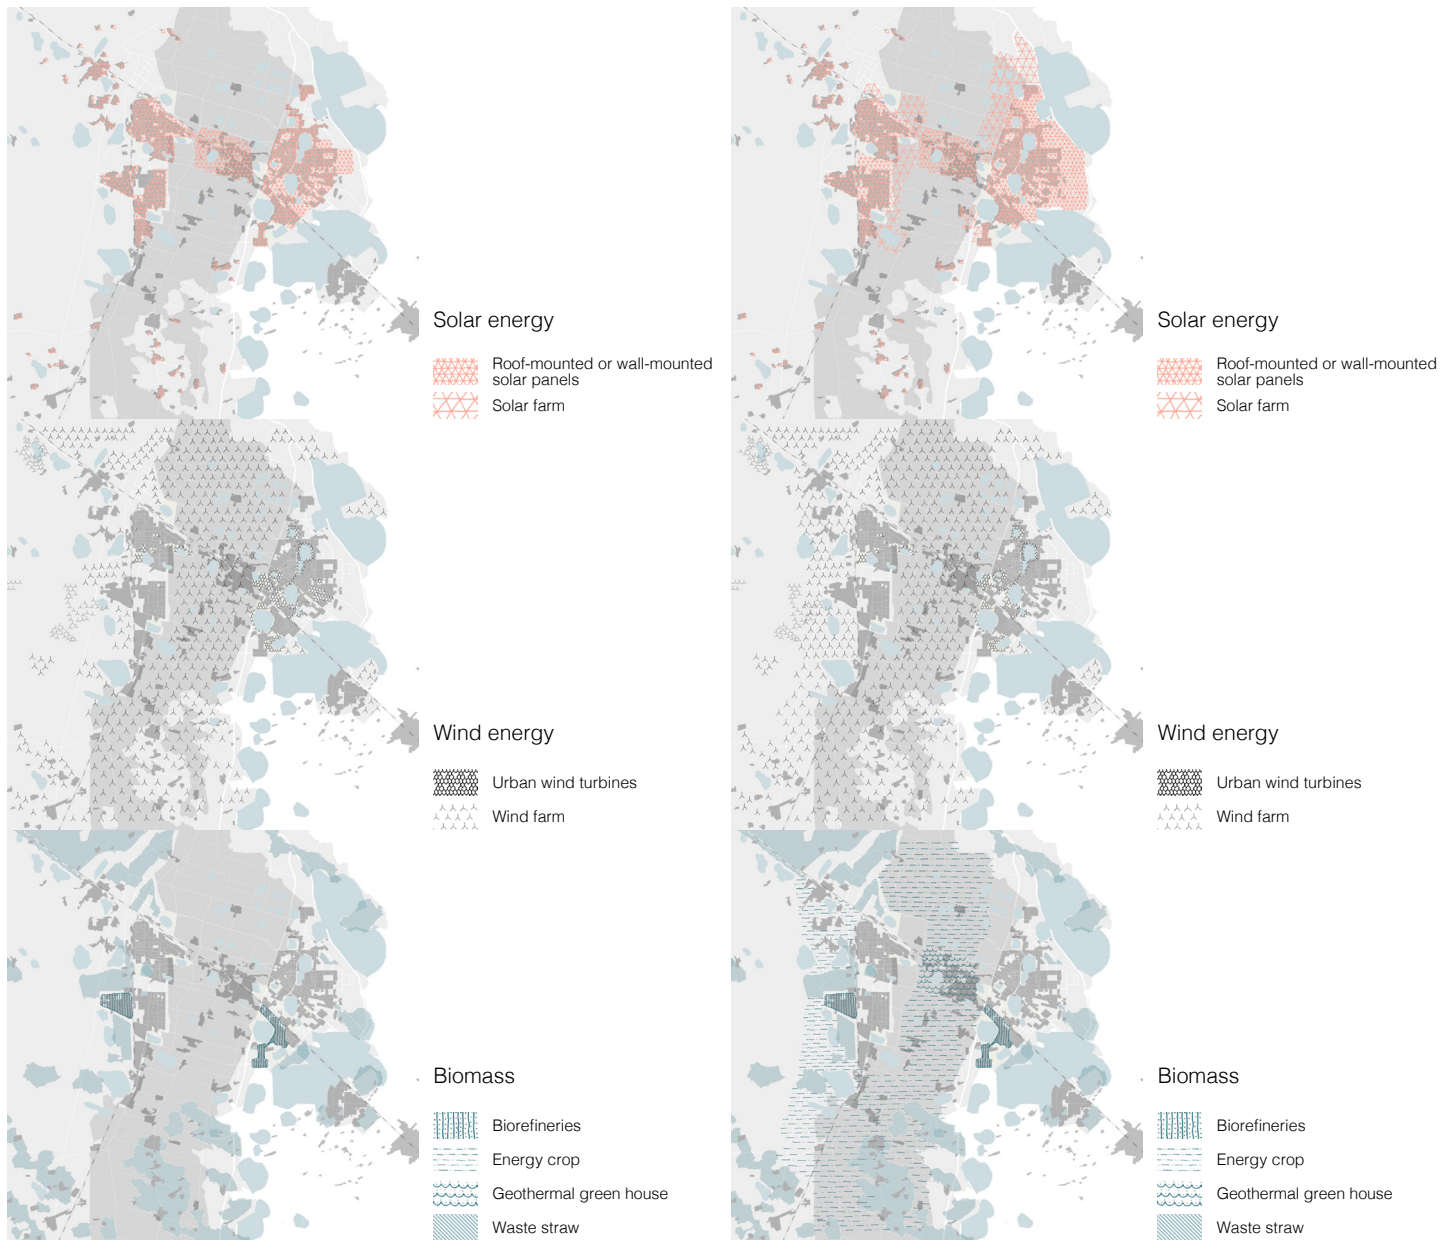 Solar energy
Roof-mounted or wall-mounted
solar panels
Solar farm
Solar energy
Roof-mounted or wall-mounted
solar panels
Solar farm
Wind energy
Urban wind turbines
Wind farm
Wind energy
Urban wind turbines
Wind farm
Biomass
Biorefineries
Energy crop
Geothermal green house
Waste straw
Biomass
Biorefineries
Energy crop
Geothermal green house
Waste straw